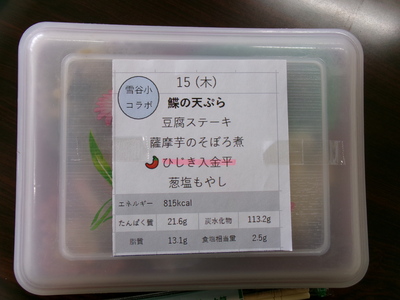 雪谷小
コラボ
15 (木)
鰈の天ぷら
豆腐ステーキ
薩摩芋のそぼろ煮
ひじき入金平
葱塩もやし
エネルギー 815kcal
たんぱく質 21.6g 炭水化物 113.2g
脂質 13.1g 食塩相当量 2.5g